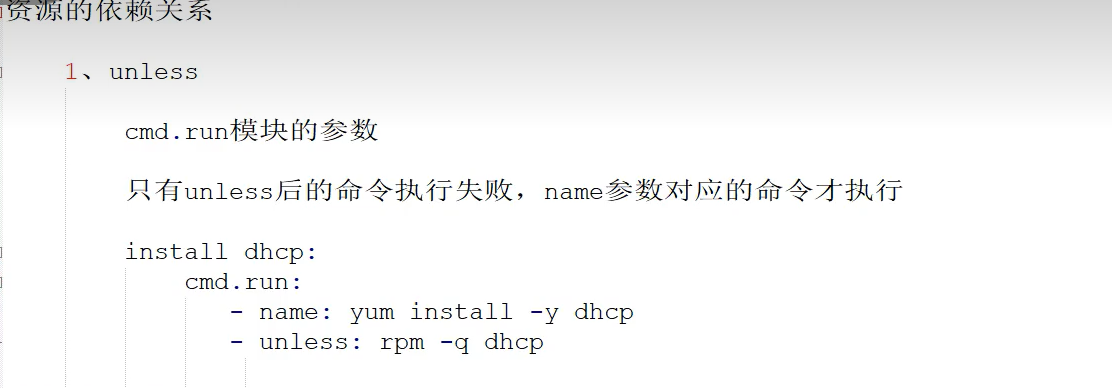 资源的依赖关系
1、unless
cmd.run模块的参数
只有unless后的命令执行失败，name参数对应的命令才执行
install dhcp:
cmd.run:
- name: yum install -y dhcp
- unless: rpm -q dhcp